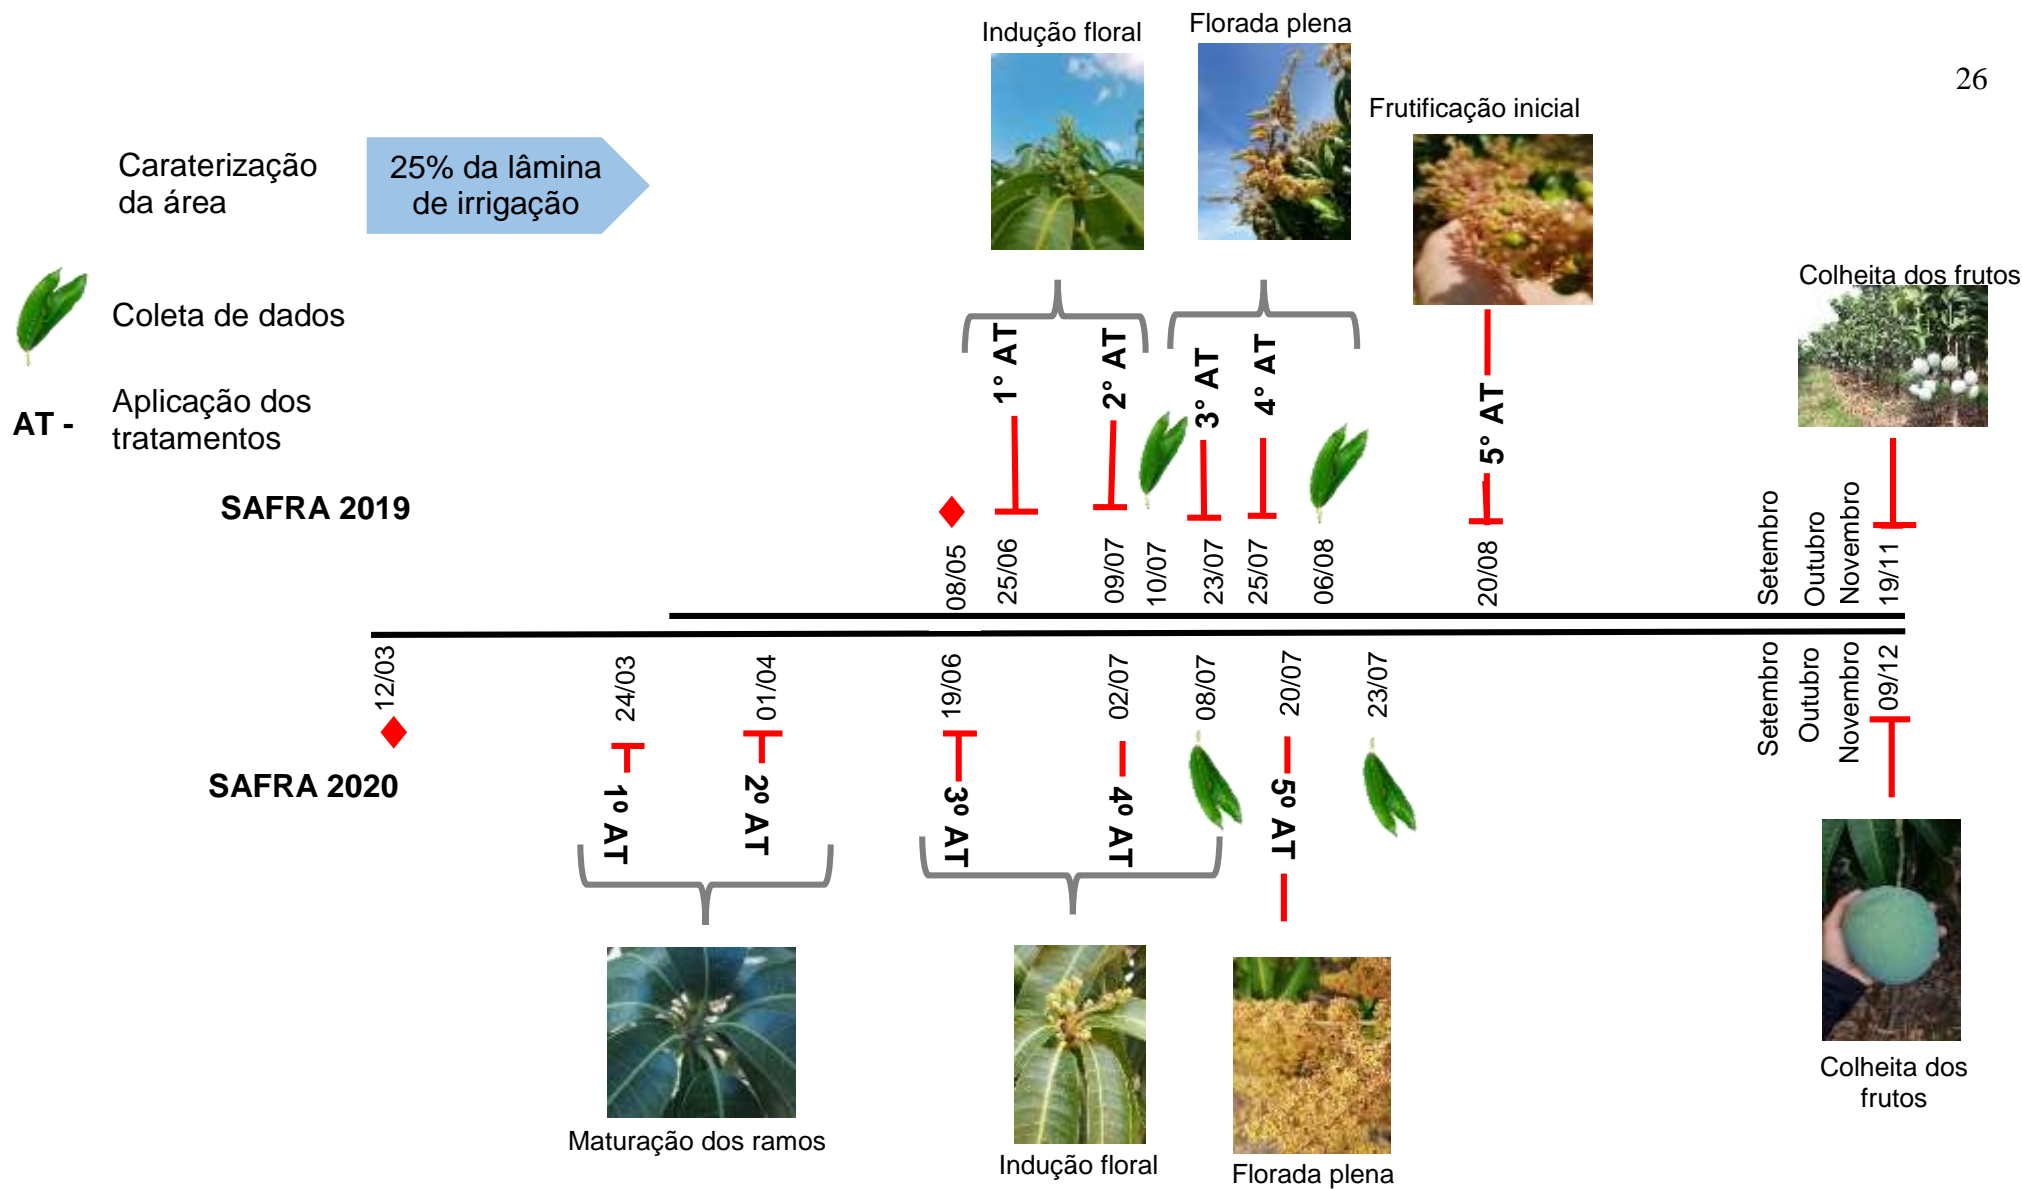 26
Indução floral
Florada plena
Frutificação inicial
Caraterização
da área
25% da lâmina
de irrigação
Coleta de dados
AT -
Aplicação dos
tratamentos
Colheita dos frutos
1° AT
2° AT
3° AT
4° AT
5° AT
SAFRA 2019
08/05
25/06
09/07
10/07
23/07
25/07
06/08
20/08
Setembro
Outubro
Novembro
19/11
12/03
24/03
01/04
19/06
02/07
08/07
20/07
23/07
Setembro
Outubro
Novembro
09/12
SAFRA 2020
1º AT
2º AT
3º AT
4º AT
5º AT
Maturação dos ramos
Indução floral
Florada plena
Colheita dos
frutos